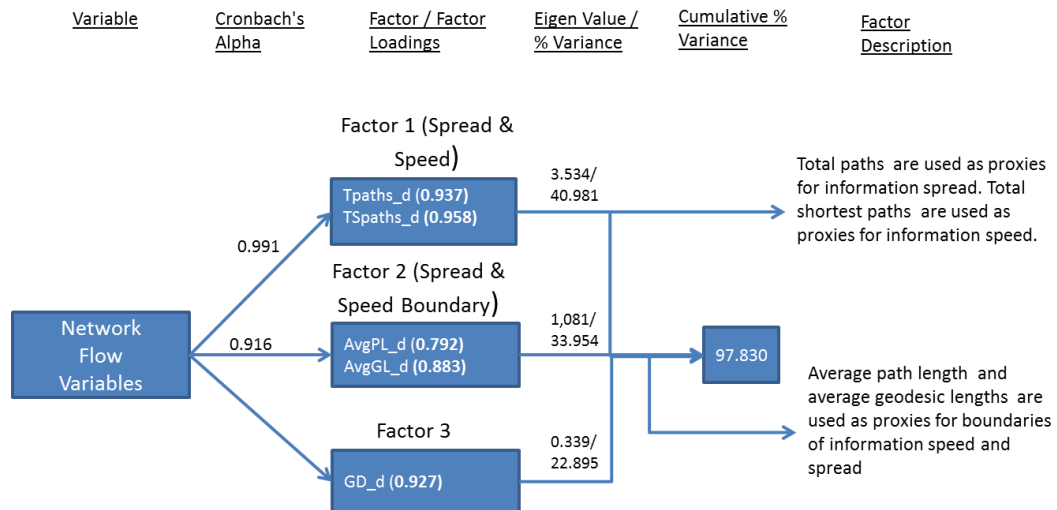 Variable
Cronbach's
Alpha
Factor / Factor
Loadings
Eigen Value /
% Variance
Cumulative %
Variance
Factor
Description
Factor 1 (Spread &
Speed)
3.534/
40.981
Tpaths_d (0.937)
TSpaths_d (0.958)
Total paths are used as proxies
for information spread. Total
shortest paths are used as
proxies for information speed.
0.991
Factor 2 (Spread &
Speed Boundary)
1,081/
33.954
Network
Flow
Variables
0.916
AvgPL_d (0.792)
AvgGL_d (0.883)
97.830
Average path length and
average geodesic lengths are
used as proxies for boundaries
of information speed and
spread
Factor 3
0.339/
22.895
GD_d (0.927)